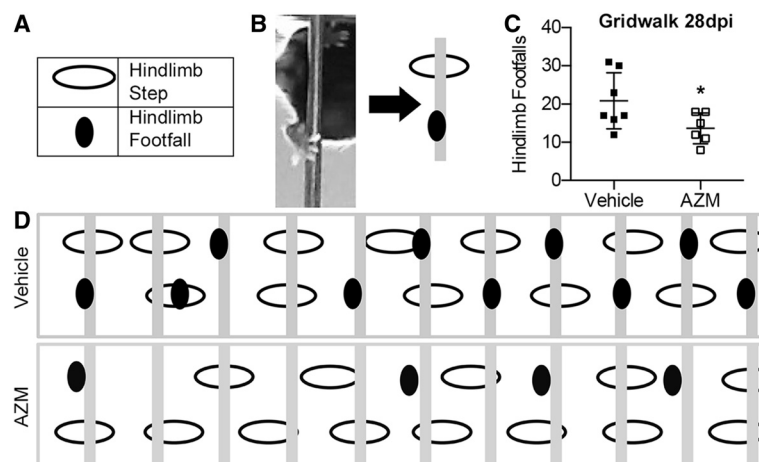 A
Hindlimb
Step
Hindlimb
Footfall
B
C
Gridwalk 28dpi
Hindlimb Footfalls
40
30
20
10
0
*
Vehicle
AZM
D
Vehicle
AZM